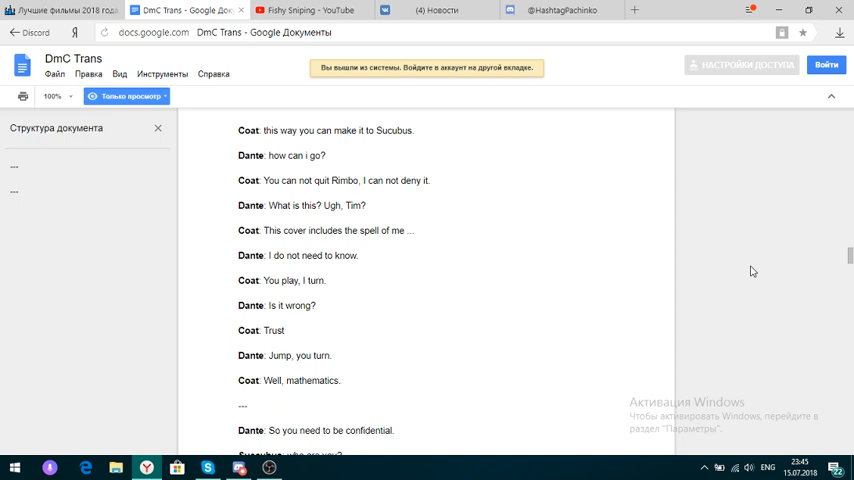 Лучшие фильмы 2018 года
DmC Trans - Google Доку
Fishy Sniping - YouTube
(4) Новости
@HashtagPachinko
Discord
docs.google.com DmC Trans - Google Документы
DmC Trans
Файл Правка Вид Инструменты Справка
Вы вышли из системы. Войдите в аккаунт на другой вкладке.
НАСТРОЙКИ ДОСТУПА
Войти
100%
Только просмотр
Структура документа
---
---
Coat: this way you can make it to Sucubus.
Dante: how can i go?
Coat: You can not quit Rimbo, I can not deny it.
Dante: What is this? Ugh, Tim?
Coat: This cover includes the spell of me ...
Dante: I do not need to know.
Coat: You play, I turn.
Dante: Is it wrong?
Coat: Trust
Dante: Jump, you turn.
Coat: Well, mathematics.
---
Dante: So you need to be confidential.
Succubus: who are you?
Активация Windows
Чтобы активировать Windows, перейдите в
раздел "Параметры".
ENG
23:45
15.07.2018
22